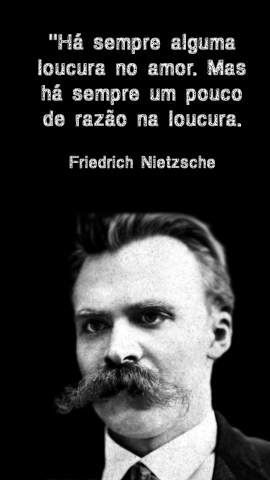 "Há sempre alguma
loucura no amor. Mas
há sempre um pouco
de razão na loucura.
Friedrich Nietzsche